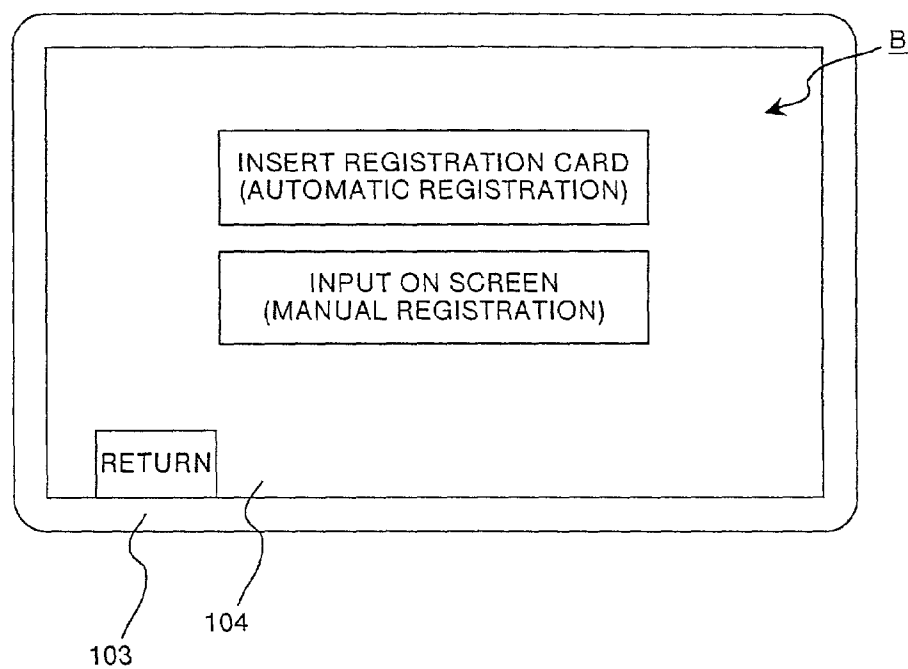 B
INSERT REGISTRATION CARD
(AUTOMATIC REGISTRATION)
INPUT ON SCREEN
(MANUAL REGISTRATION)
RETURN
104
103